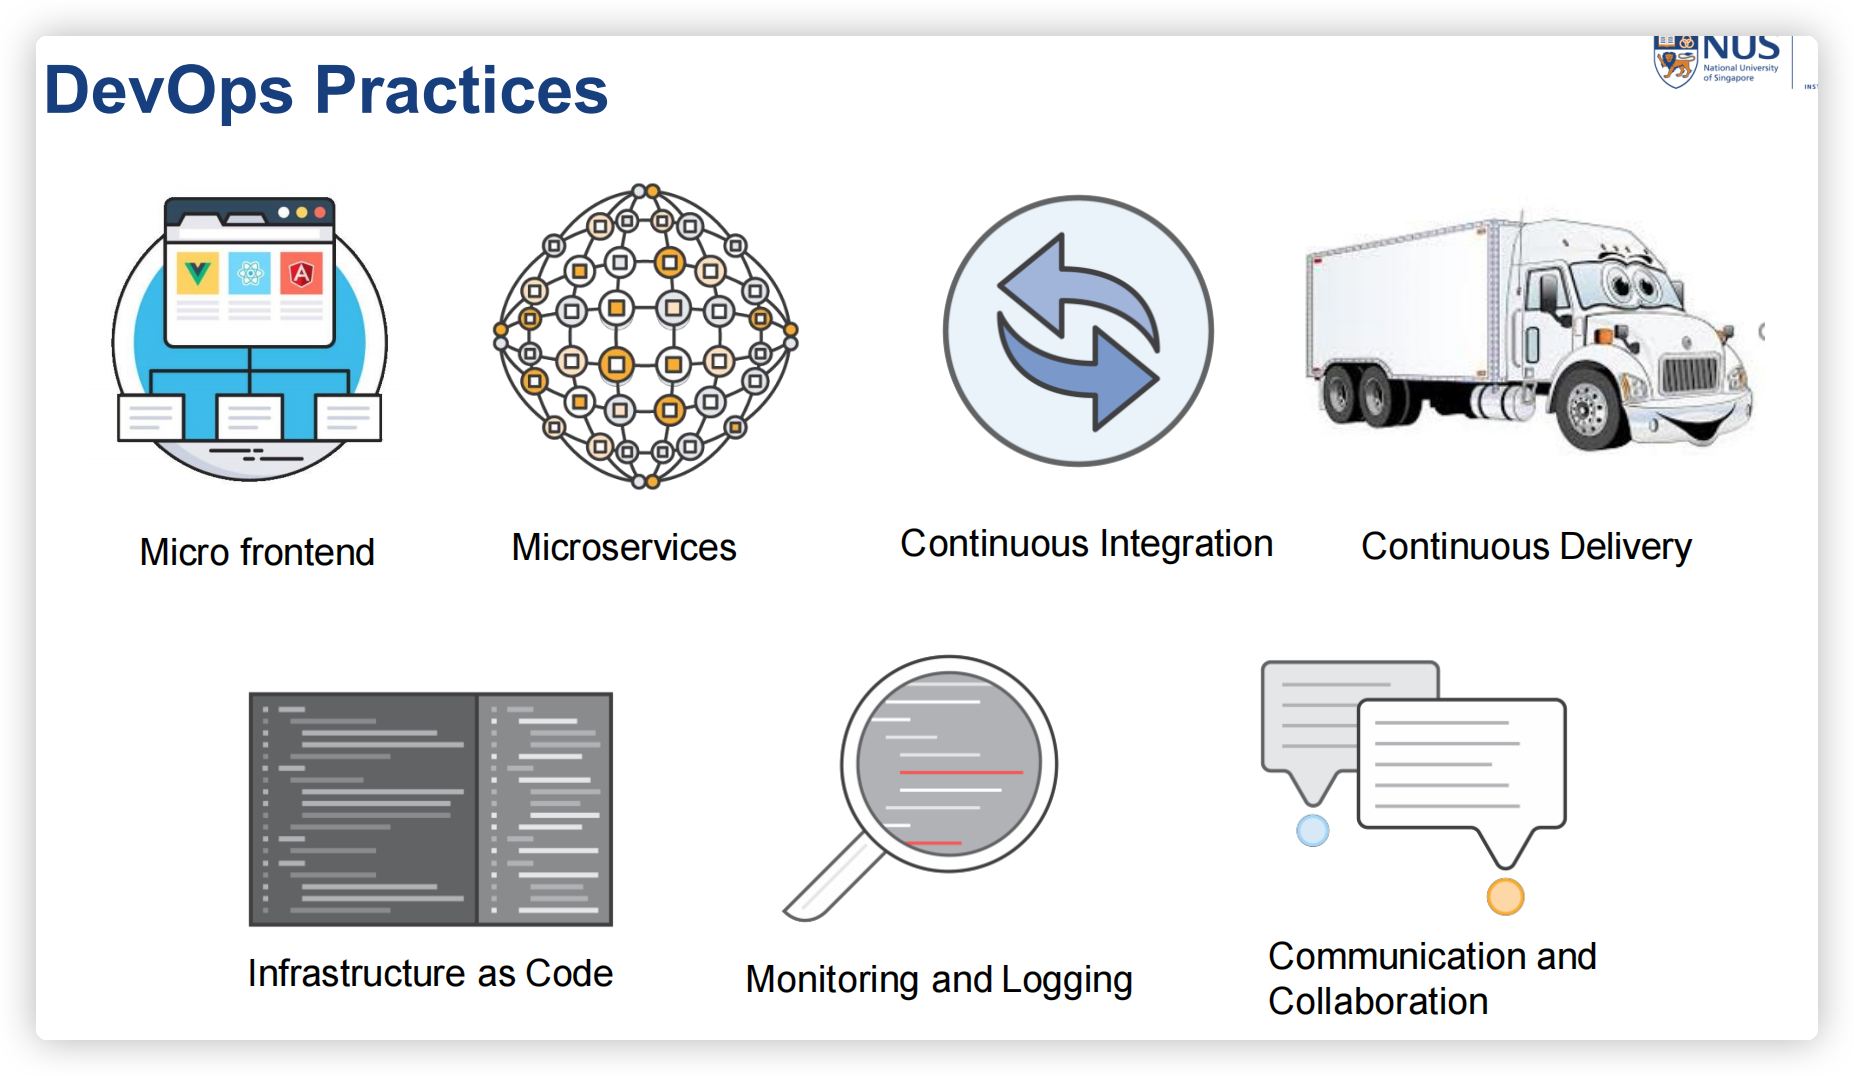 DevOps Practices
NUS
National University
of Singapore
INS
Micro frontend
Microservices
Continuous Integration
Continuous Delivery
Infrastructure as Code
Monitoring and Logging
Communication and
Collaboration